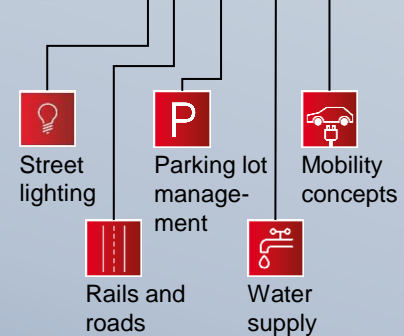 P
Street
lighting
Parking lot
manage-
ment
Mobility
concepts
Rails and
roads
Water
supply